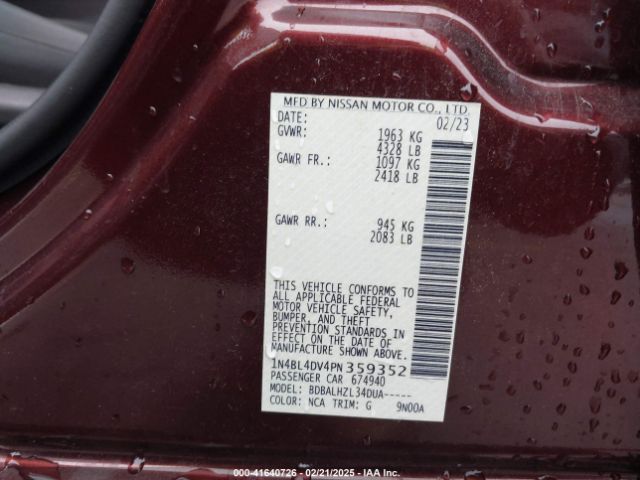 MFD BY NISSAN MOTOR CO., LTD.
DATE: 02/23
GVWR: 1963 KG
4328 LB
GAWR FR.: 1097 KG
2418 LB
GAWR RR.: 945 KG
2083 LB
THIS VEHICLE CONFORMS TO
ALL APPLICABLE FEDERAL
MOTOR VEHICLE SAFETY,
BUMPER, AND THEFT
PREVENTION STANDARDS IN
EFFECT ON THE DATE OF
MANUFACTURE SHOWN ABOVE.
1N4BL4DV4PN359352
PASSENGER CAR 674940
MODEL: BDBALHZL34DUA-----
COLOR: NCA TRIM: G 9N00A
000-41640726 - 02/21/2025 - IAA Inc.